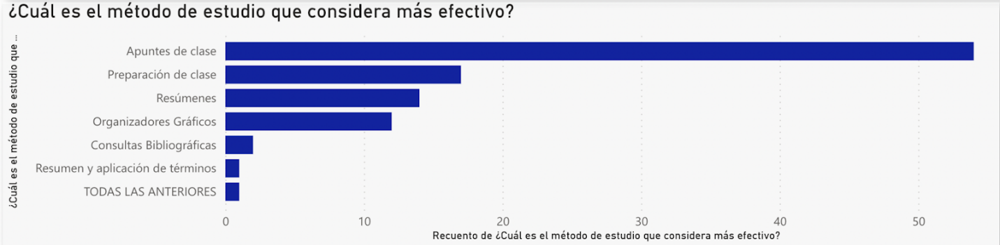 ¿Cuál es el método de estudio que considera más efectivo?
¿Cuál es el método de estudio que ...
Apuntes de clase
Preparación de clase
Resúmenes
Organizadores Gráficos
Consultas Bibliográficas
Resumen y aplicación de términos
TODAS LAS ANTERIORES
0 10 20 30 40 50
Recuento de ¿Cuál es el método de estudio que considera más efectivo?